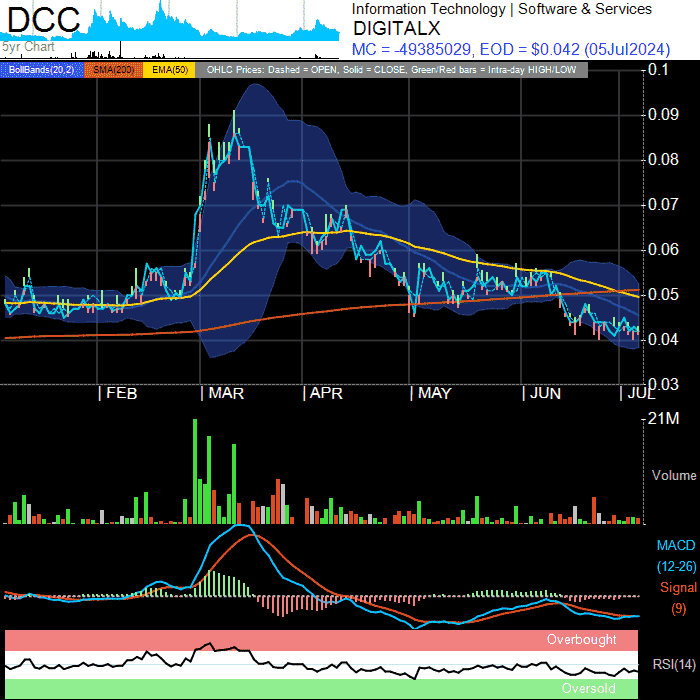 DCC
5yr Chart
Information Technology | Software & Services
DIGITALX
MC = -49385029, EOD = $0.042 (05Jul2024)
BollBands(20,2) SMA(200) EMA(50) OHLC Prices: Dashed = OPEN, Solid = CLOSE, Green/Red bars = Intra-day HIGH/LOW
0.1
0.09
0.08
0.07
0.06
0.05
0.04
0.03
FEB MAR APR MAY JUN JUL
21M
Volume
MACD
(12-26)
Signal
(9)
Overbought
RSI(14)
Oversold